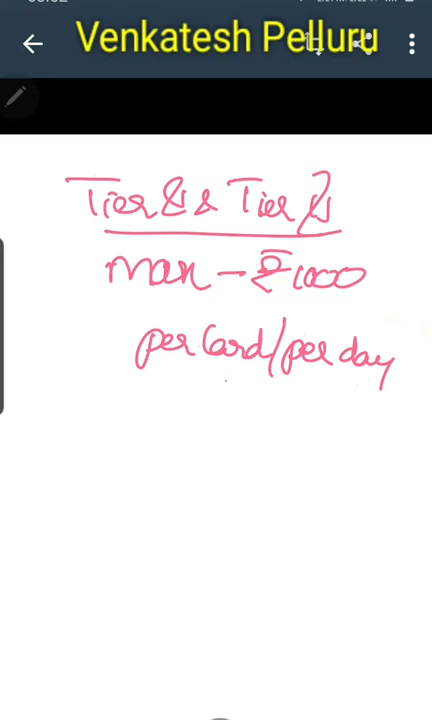 Venkatesh Pelluru
Tier & Tier
max - ₹1000
per Card/per day